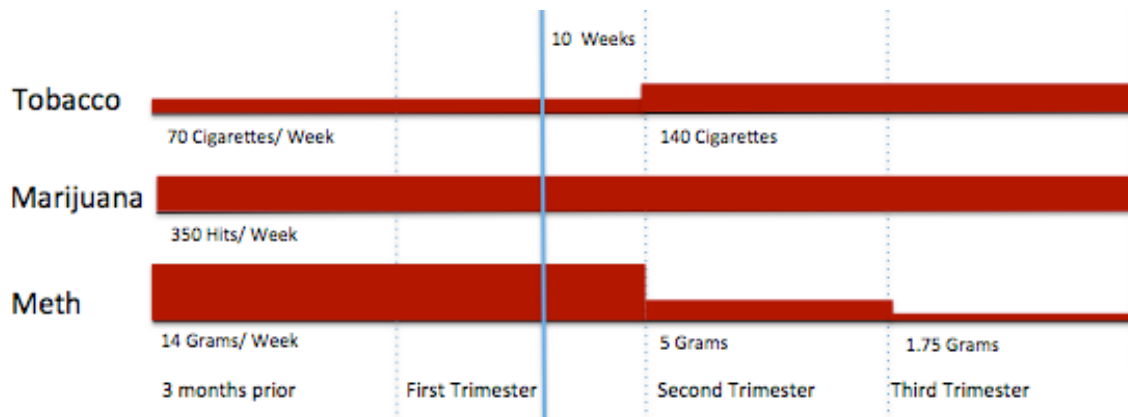 10 Weeks
Tobacco
70 Cigarettes/ Week
140 Cigarettes
Marijuana
350 Hits/ Week
Meth
14 Grams/ Week
5 Grams
1.75 Grams
3 months prior
First Trimester
Second Trimester
Third Trimester